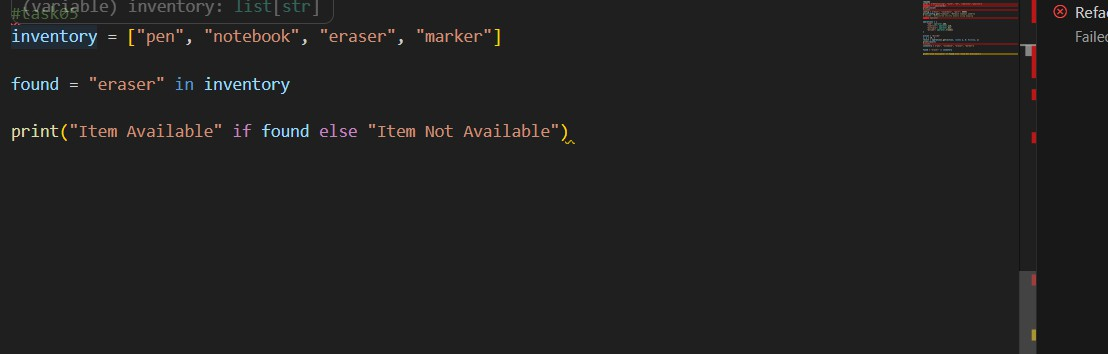 (variable) inventory: list[str]
#task05
inventory = ["pen", "notebook", "eraser", "marker"]
found = "eraser" in inventory
print("Item Available" if found else "Item Not Available")
Refac
Failed